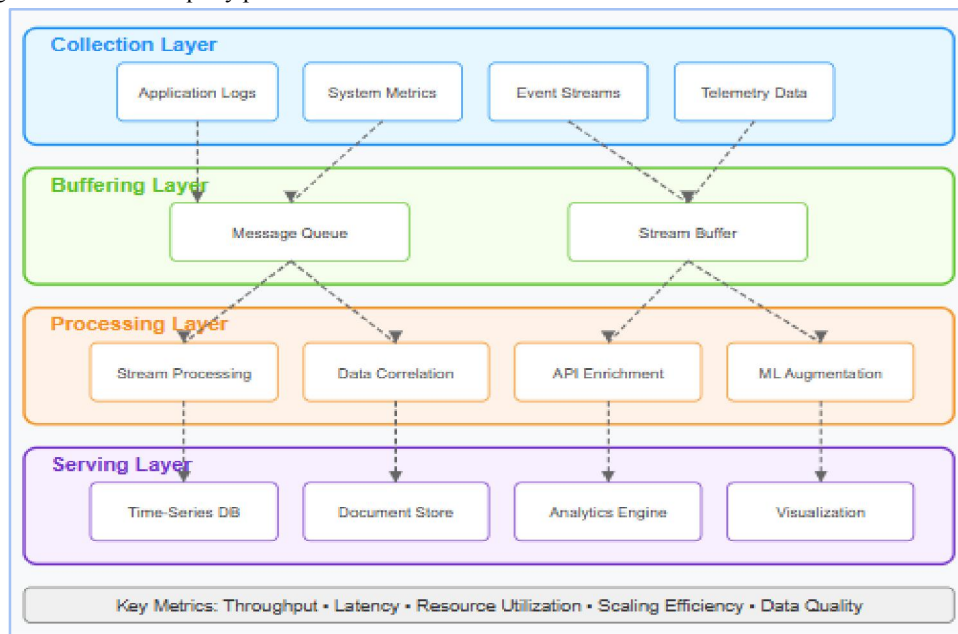 Collection Layer
Application Logs
System Metrics
Event Streams
Telemetry Data
Buffering Layer
Message Queue
Stream Buffer
Processing Layer
Stream Processing
Data Correlation
API Enrichment
ML Augmentation
Serving Layer
Time-Series DB
Document Store
Analytics Engine
Visualization
Key Metrics: Throughput • Latency • Resource Utilization • Scaling Efficiency • Data Quality